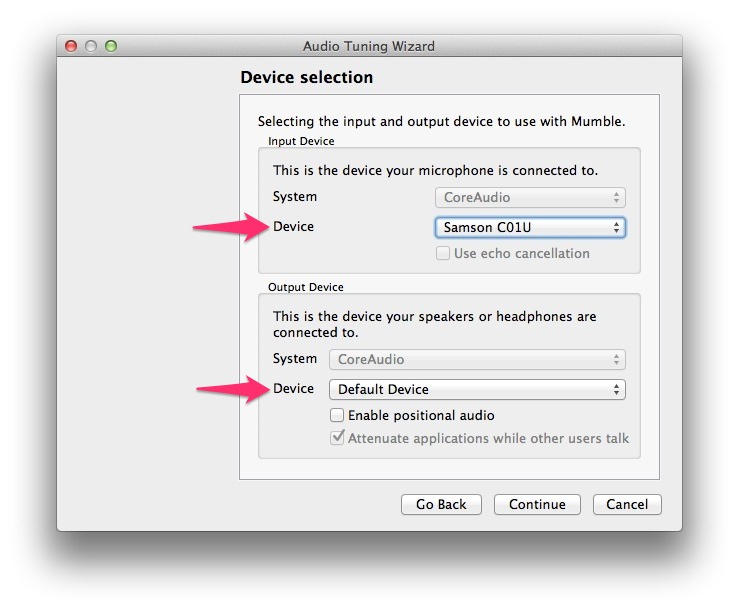 Audio Tuning Wizard
Device selection
Selecting the input and output device to use with Mumble.
Input Device
This is the device your microphone is connected to.
System CoreAudio
Device Samson C01U
Use echo cancellation
Output Device
This is the device your speakers or headphones are
connected to.
System CoreAudio
Device Default Device
Enable positional audio
Attenuate applications while other users talk
Go Back Continue Cancel